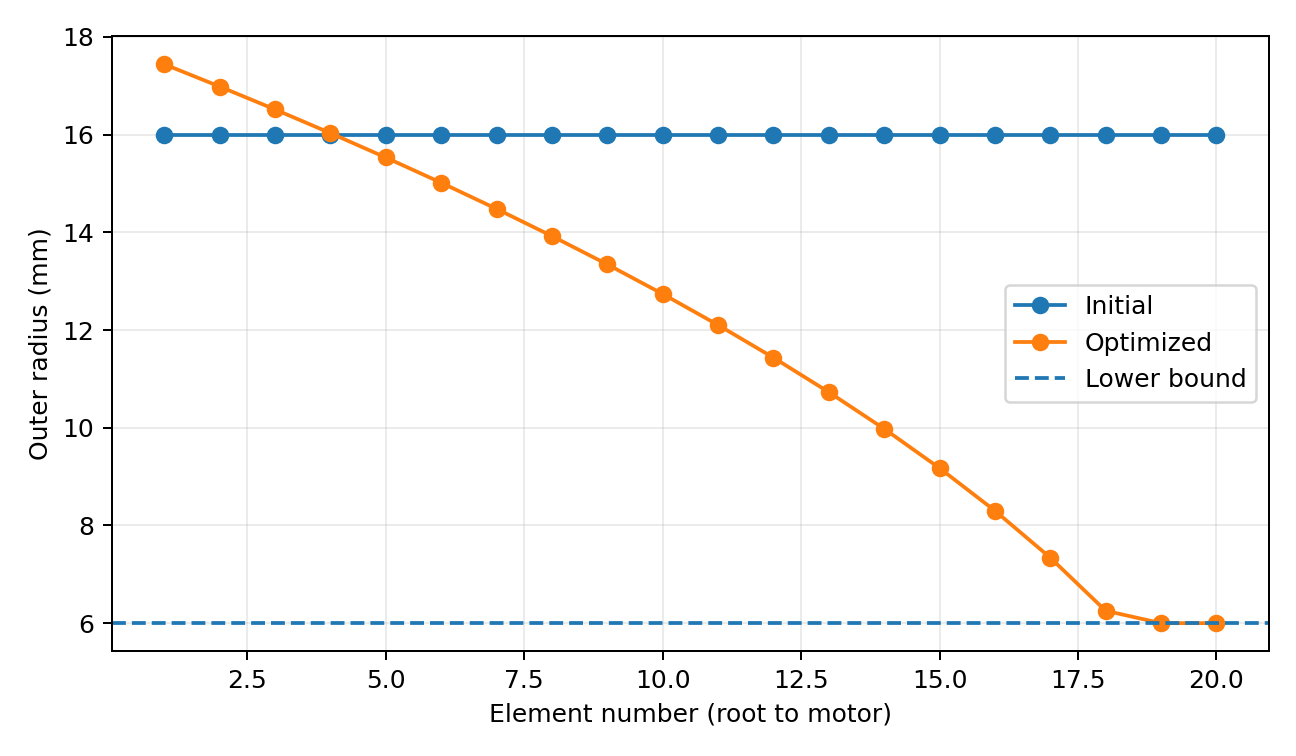 18
16
14
12
10
8
6
Outer radius (mm)
Initial
Optimized
Lower bound
2.5 5.0 7.5 10.0 12.5 15.0 17.5 20.0
Element number (root to motor)